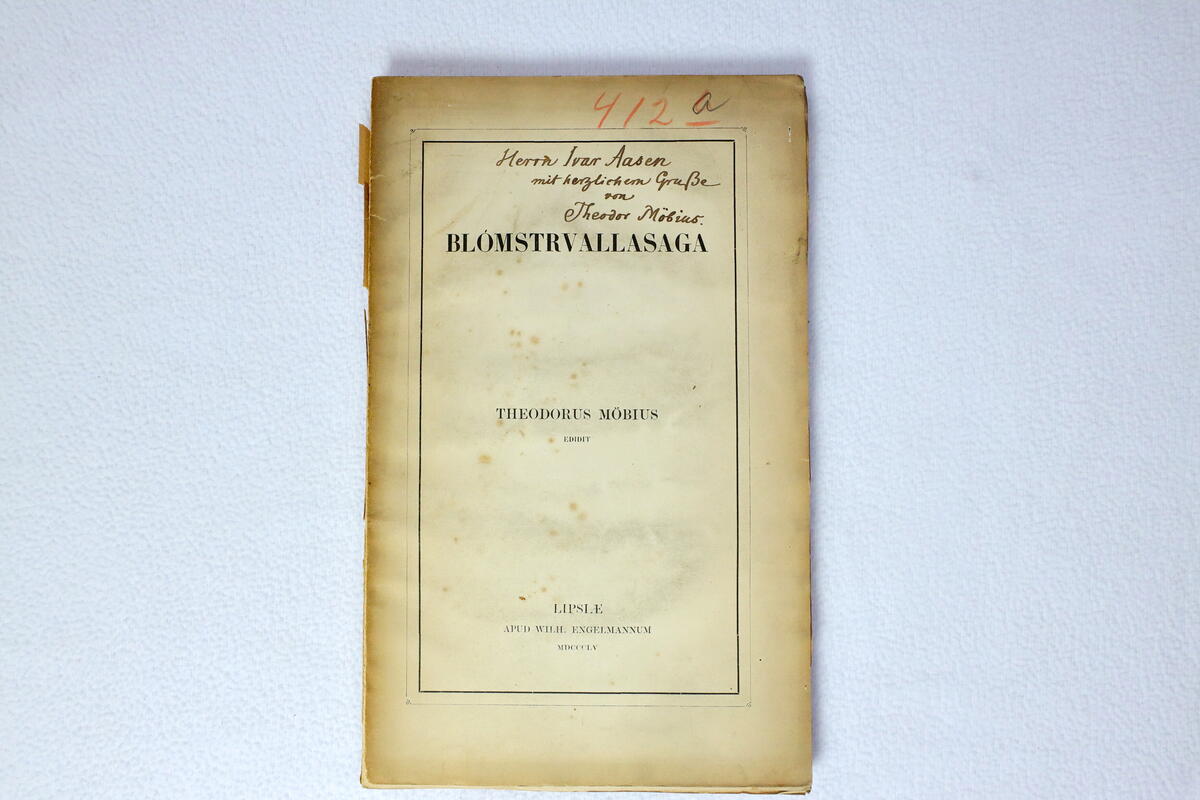 412 a
Herrn Ivar Aasen
mit herzlichem Gruße
von
Theodor Möbius.
BLÓMSTRVALLASAGA
THEODORUS MÖBIUS
EDIDIT
LIPSIÆ
APUD WILH. ENGELMANNUM
MDCCCLV